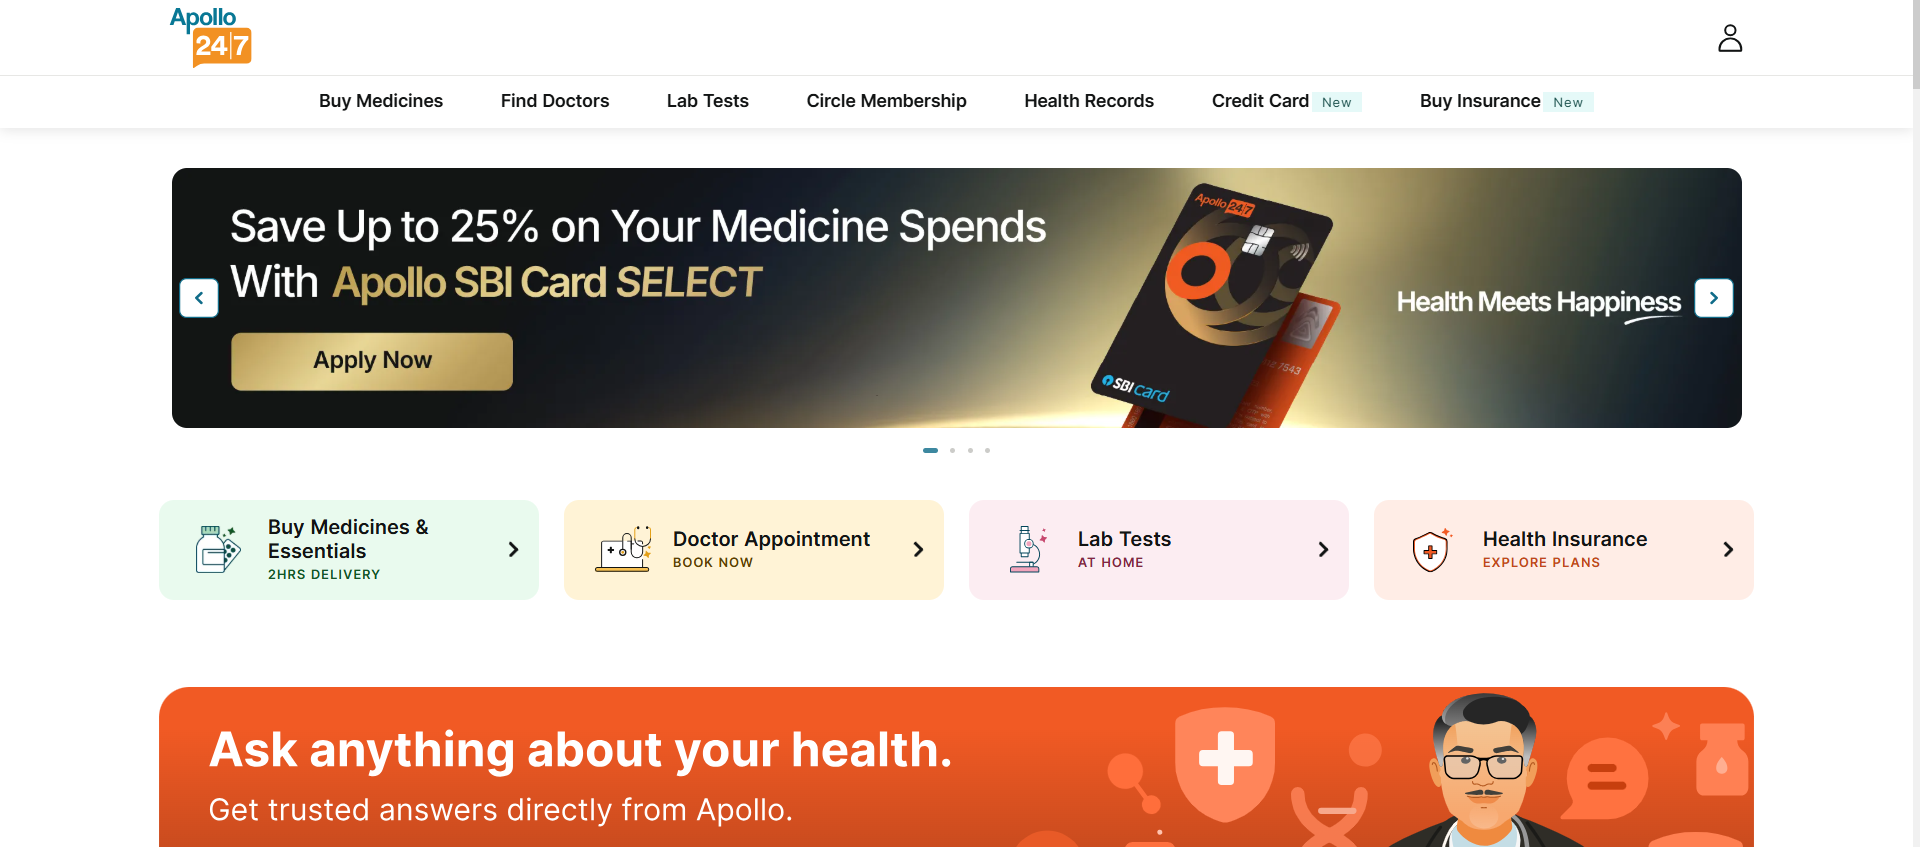 Apollo
24|7
Buy Medicines
Find Doctors
Lab Tests
Circle Membership
Health Records
Credit Card New
Buy Insurance New
Save Up to 25% on Your Medicine Spends
With Apollo SBI Card SELECT
Apply Now
Apollo 24|7
SBI card
7543
Health Meets Happiness
Buy Medicines &
Essentials
2HRS DELIVERY
Doctor Appointment
BOOK NOW
Lab Tests
AT HOME
Health Insurance
EXPLORE PLANS
Ask anything about your health.
Get trusted answers directly from Apollo.